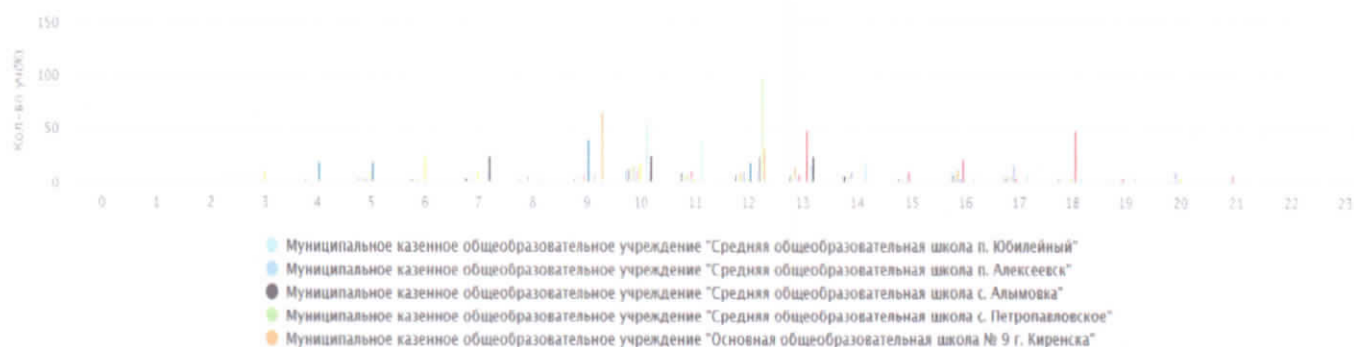 150
100
50
0
0 1 2 3 4 5 6 7 8 9 10 11 12 13 14 15 16 17 18 19 20 21 22 23
Муниципальное казенное общеобразовательное учреждение "Средняя общеобразовательная школа п. Юбилейный"
Муниципальное казенное общеобразовательное учреждение "Средняя общеобразовательная школа п. Алексеевск"
Муниципальное казенное общеобразовательное учреждение "Средняя общеобразовательная школа с. Алымовка"
Муниципальное казенное общеобразовательное учреждение "Средняя общеобразовательная школа с. Петропавловское"
Муниципальное казенное общеобразовательное учреждение "Основная общеобразовательная школа № 9 г. Киренска"